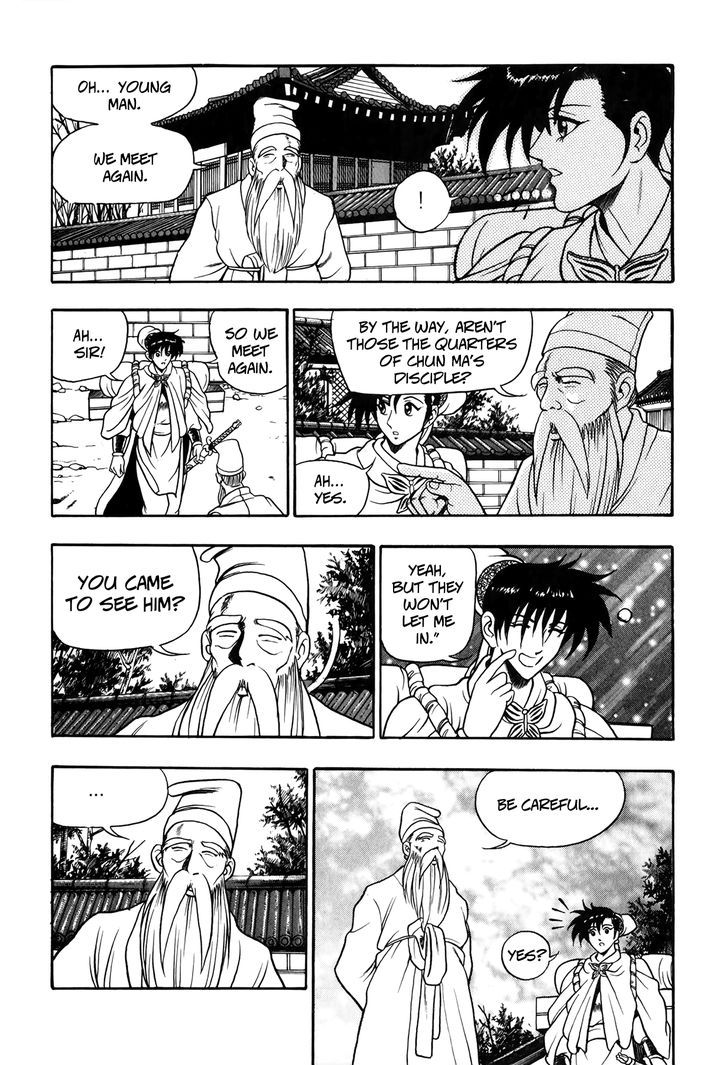 OH... YOUNG
MAN.
WE MEET
AGAIN.
!
AH...
SIR!
SO WE
MEET
AGAIN.
BY THE WAY, AREN'T
THOSE THE QUARTERS
OF CHUN MA'S
DISCIPLE?
AH...
YES.
YOU CAME
TO SEE HIM?
YEAH,
BUT THEY
WON'T
LET ME
IN."
...
BE CAREFUL...
YES?